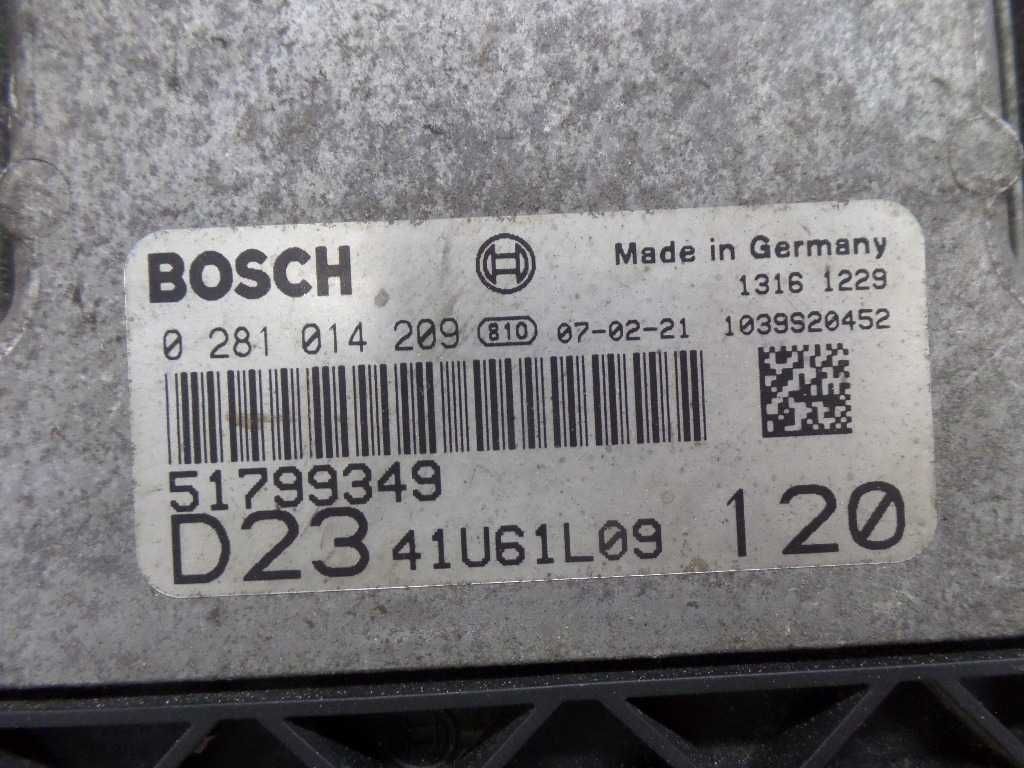 BOSCH H Made in Germany
1316 1229
0 281 014 209 810 07-02-21 1039S20452
51799349
D23 41U61L09 120